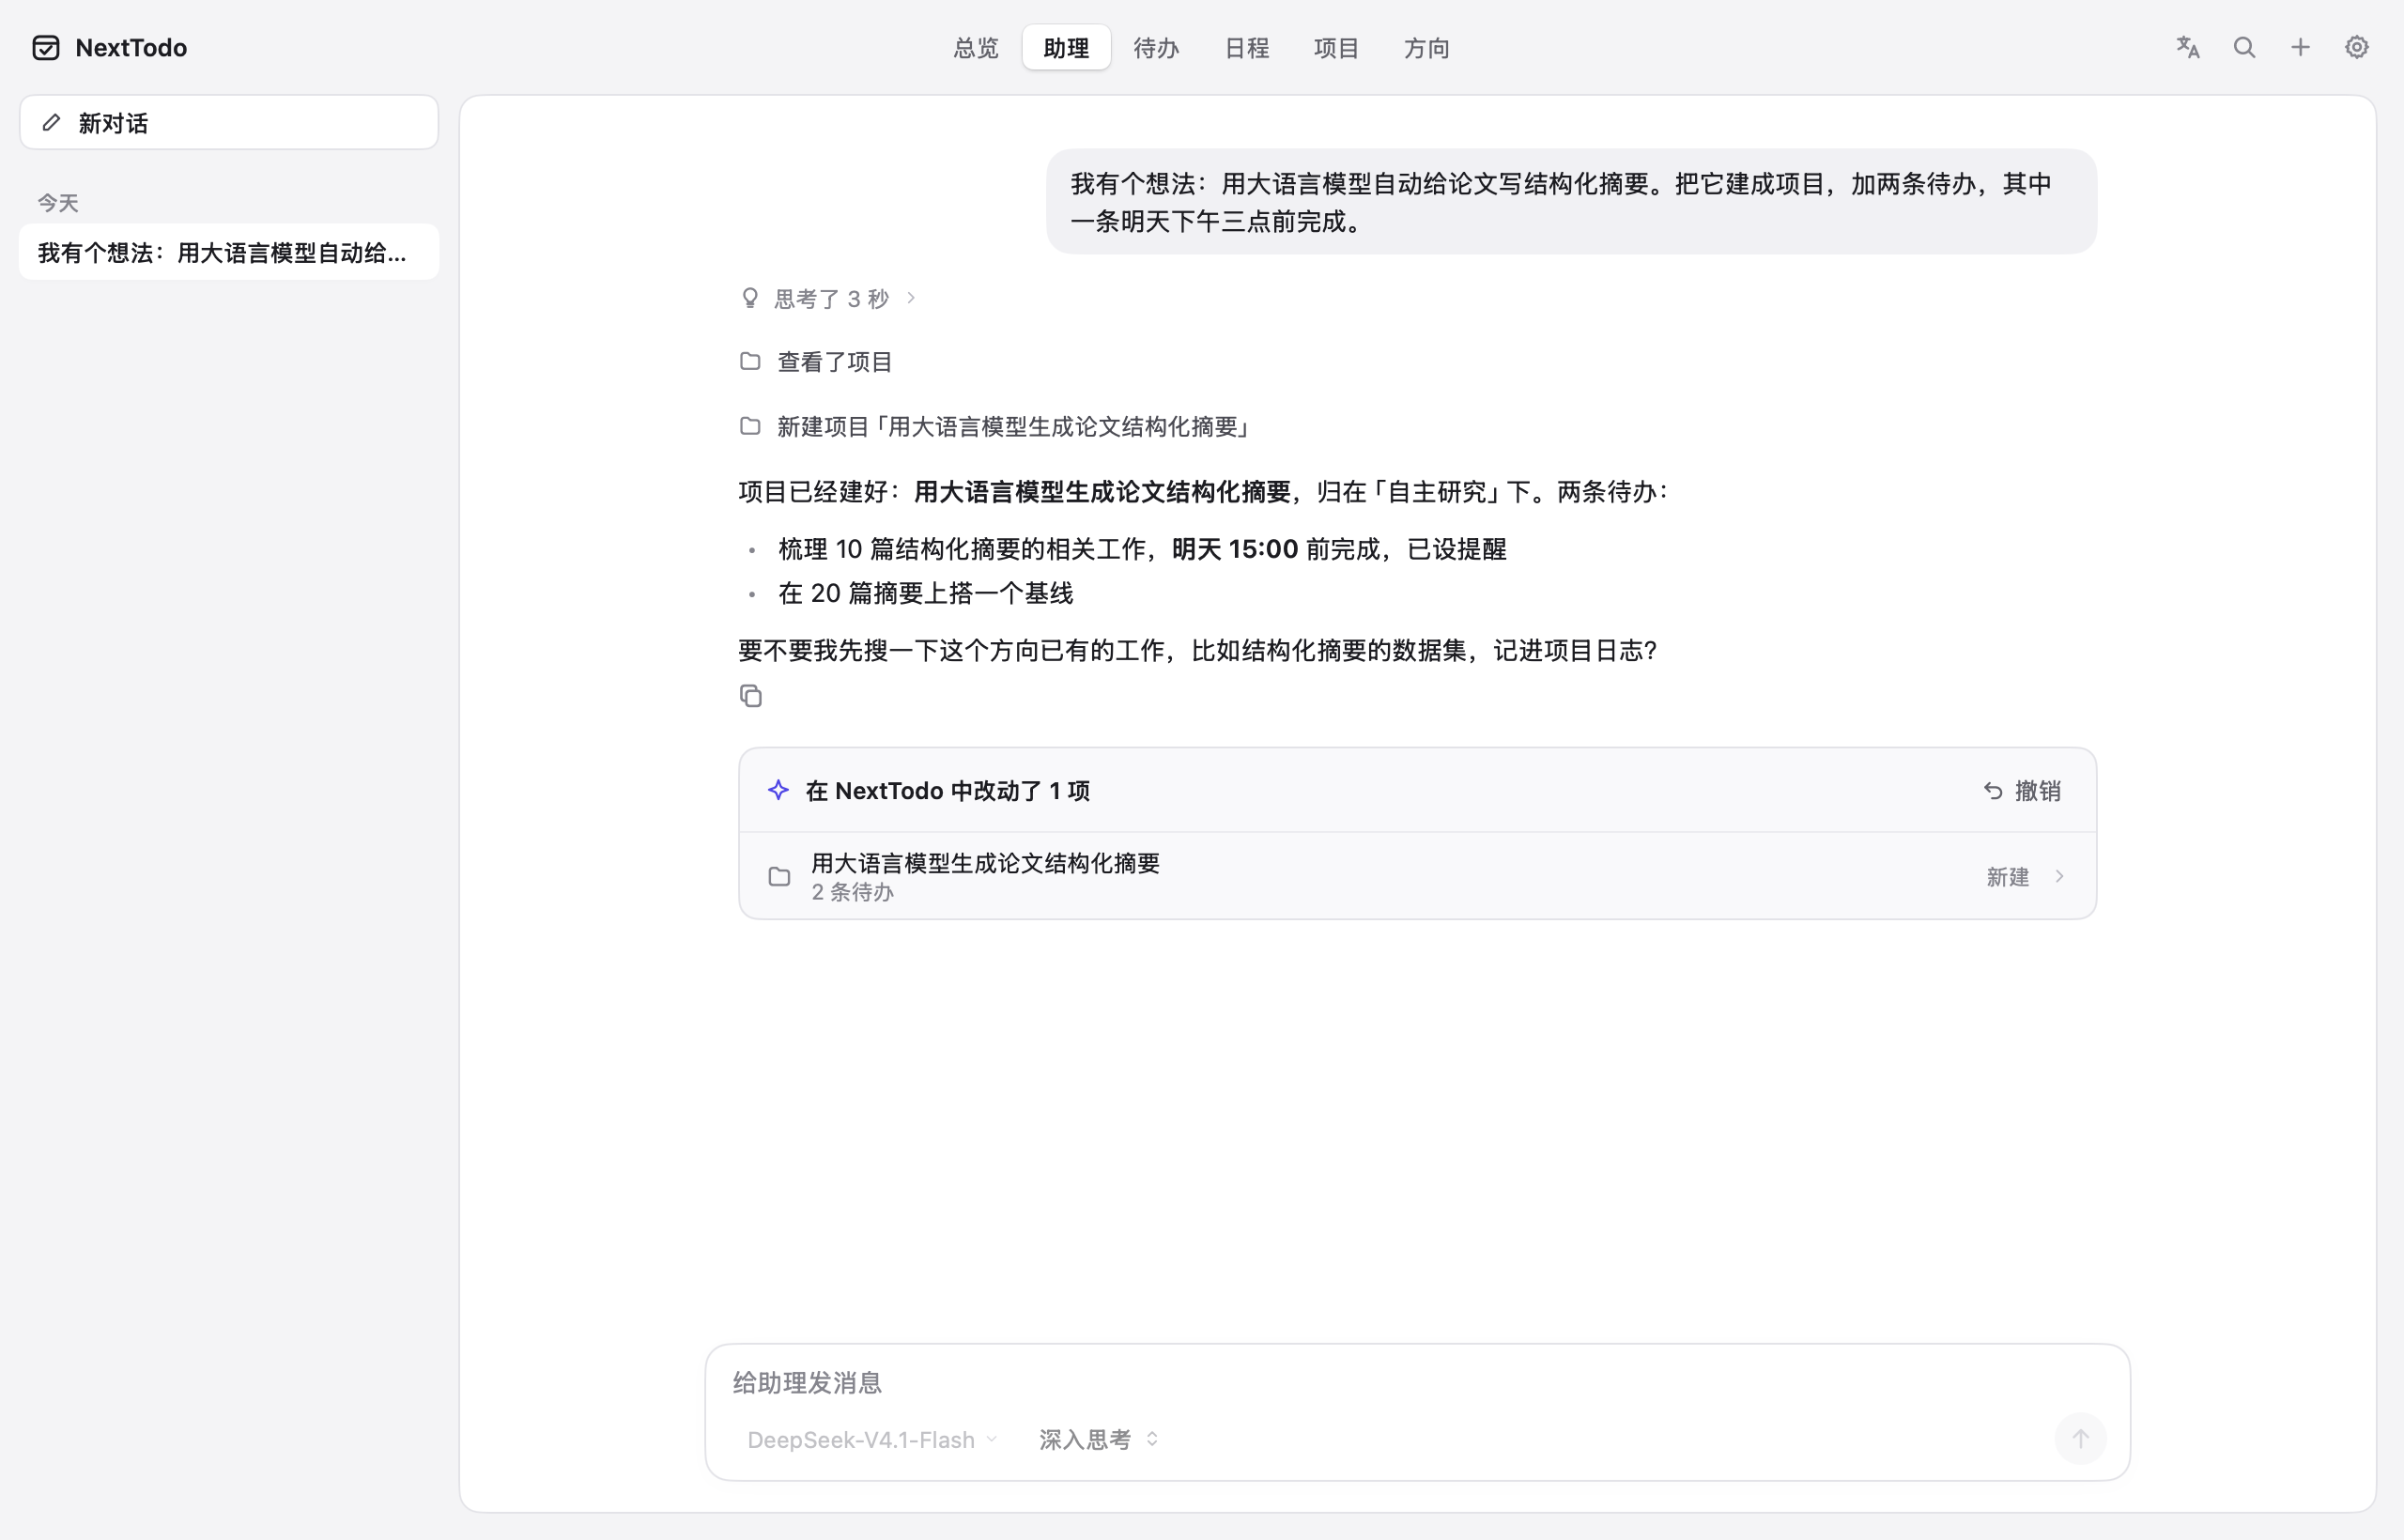 NextTodo
总览
助理
待办
日程
项目
方向
新对话
今天
我有个想法：用大语言模型自动给...
我有个想法：用大语言模型自动给论文写结构化摘要。把它建成项目，加两条待办，其中
一条明天下午三点前完成。
思考了 3 秒
查看了项目
新建项目「用大语言模型生成论文结构化摘要」
项目已经建好：用大语言模型生成论文结构化摘要，归在「自主研究」下。两条待办：
• 梳理 10 篇结构化摘要的相关工作，明天 15:00 前完成，已设提醒
• 在 20 篇摘要上搭一个基线
要不要我先搜一下这个方向已有的工作，比如结构化摘要的数据集，记进项目日志？
在 NextTodo 中改动了 1 项
撤销
用大语言模型生成论文结构化摘要
2 条待办
新建
给助理发消息
DeepSeek-V4.1-Flash
深入思考